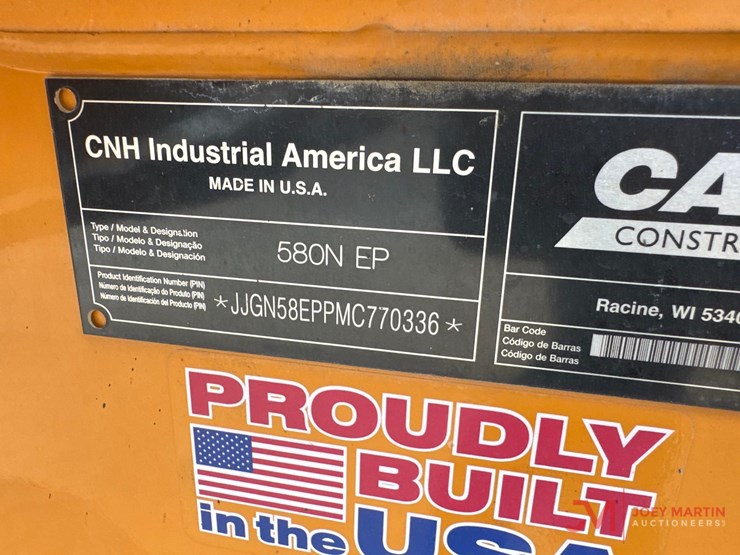 CNH Industrial America LLC
MADE IN U.S.A.
Type / Model & Designation
Tipo / Modelo & Designação
Tipo / Modelo & Designación
580N EP
Product Identification Number (PIN)
Número de Identificação do Produto (PIN)
Número de Identificación del Producto (PIN)
*JJGN58EPPMC770336*
CA
CONSTR
Racine, WI 5340
Bar Code
Código de Barras
Código de Barras
PROUDLY
BUILT
in the USA
JOEY MARTIN
AUCTIONEERS